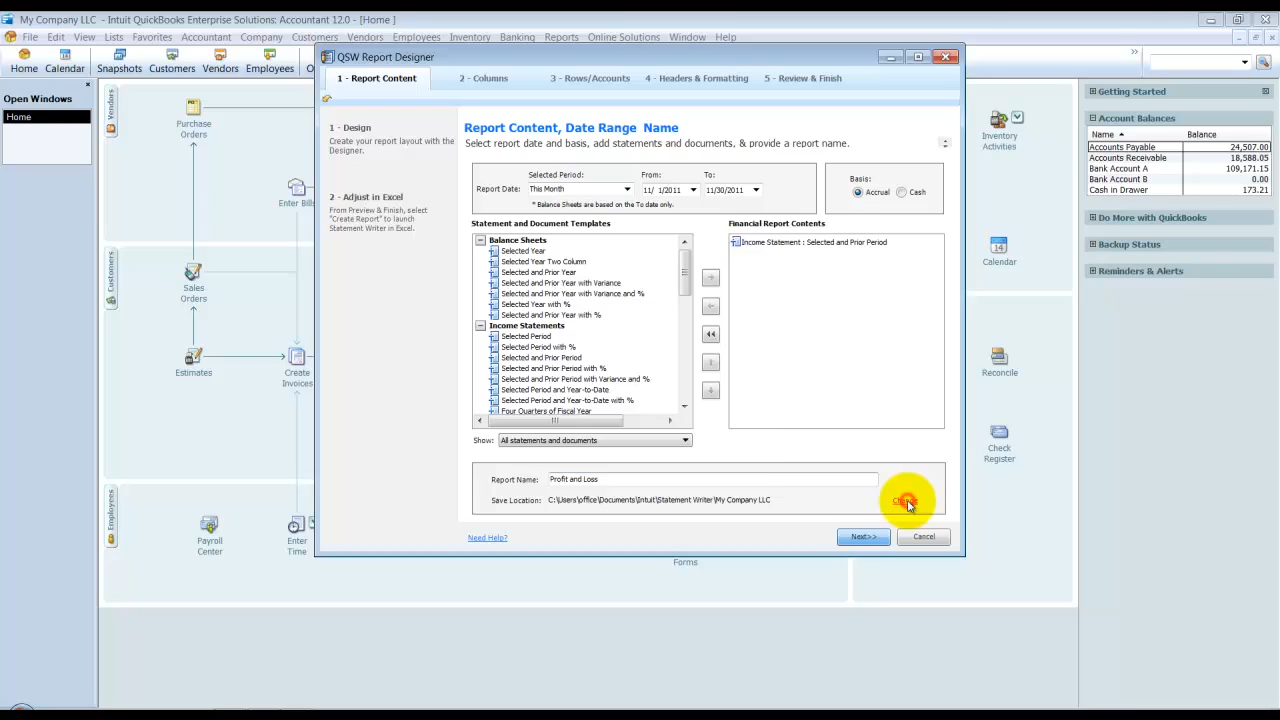 My Company LLC - Intuit QuickBooks Enterprise Solutions: Accountant 12.0 - [Home ]
File Edit View Lists Favorites Accountant Company Customers Vendors Employees Inventory Banking Reports Online Solutions Window Help
Home Calendar Snapshots Customers Vendors Employees
Open Windows
Home
Vendors
Purchase
Orders
Enter Bills
Customers
Sales
Orders
Estimates
Create
Invoices
Employees
Payroll
Center
Enter
Time
Forms
QSW Report Designer
1 - Report Content
2 - Columns
3 - Rows/Accounts
4 - Headers & Formatting
5 - Review & Finish
1 - Design
Create your report layout with the
Designer.
2 - Adjust in Excel
From Preview & Finish, select
"Create Report" to launch
Statement Writer in Excel.
Report Content, Date Range Name
Select report date and basis, add statements and documents, & provide a report name.
Selected Period: From: To:
Report Date: This Month 11/ 1/2011 11/30/2011
* Balance Sheets are based on the To date only.
Basis:
Accrual Cash
Statement and Document Templates
Balance Sheets
Selected Year
Selected Year Two Column
Selected and Prior Year
Selected and Prior Year with Variance
Selected and Prior Year with Variance and %
Selected Year with %
Selected and Prior Year with %
Income Statements
Selected Period
Selected Period with %
Selected and Prior Period
Selected and Prior Period with %
Selected and Prior Period with Variance and %
Selected Period and Year-to-Date
Selected Period and Year-to-Date with %
Four Quarters of Fiscal Year
Show: All statements and documents
Financial Report Contents
Income Statement : Selected and Prior Period
Report Name: Profit and Loss
Save Location: C:\Users\office\Documents\Intuit\Statement Writer\My Company LLC
Need Help?
Next>> Cancel
Inventory
Activities
Calendar
14
Reconcile
Check
Register
Getting Started
Account Balances
Name Balance
Accounts Payable 24,507.00
Accounts Receivable 18,588.05
Bank Account A 109,171.15
Bank Account B 0.00
Cash in Drawer 173.21
Do More with QuickBooks
Backup Status
Reminders & Alerts